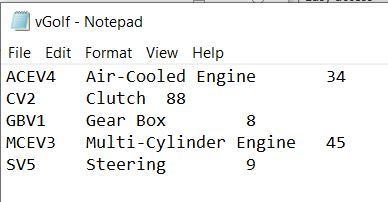 vGolf - Notepad
File Edit Format View Help
ACEV4 Air-Cooled Engine 34
CV2 Clutch 88
GBV1 Gear Box 8
MCEV3 Multi-Cylinder Engine 45
SV5 Steering 9